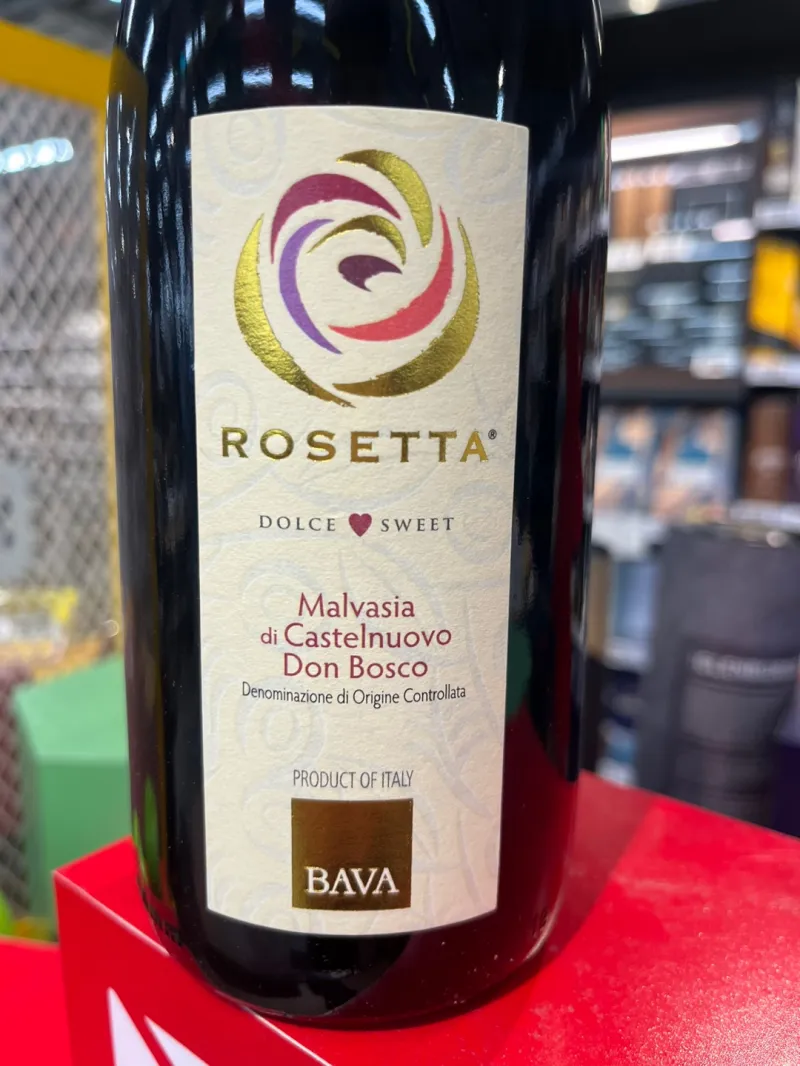 ROSETTA®
DOLCE ♥ SWEET
Malvasia
di Castelnuovo
Don Bosco
Denominazione di Origine Controllata
PRODUCT OF ITALY
BAVA